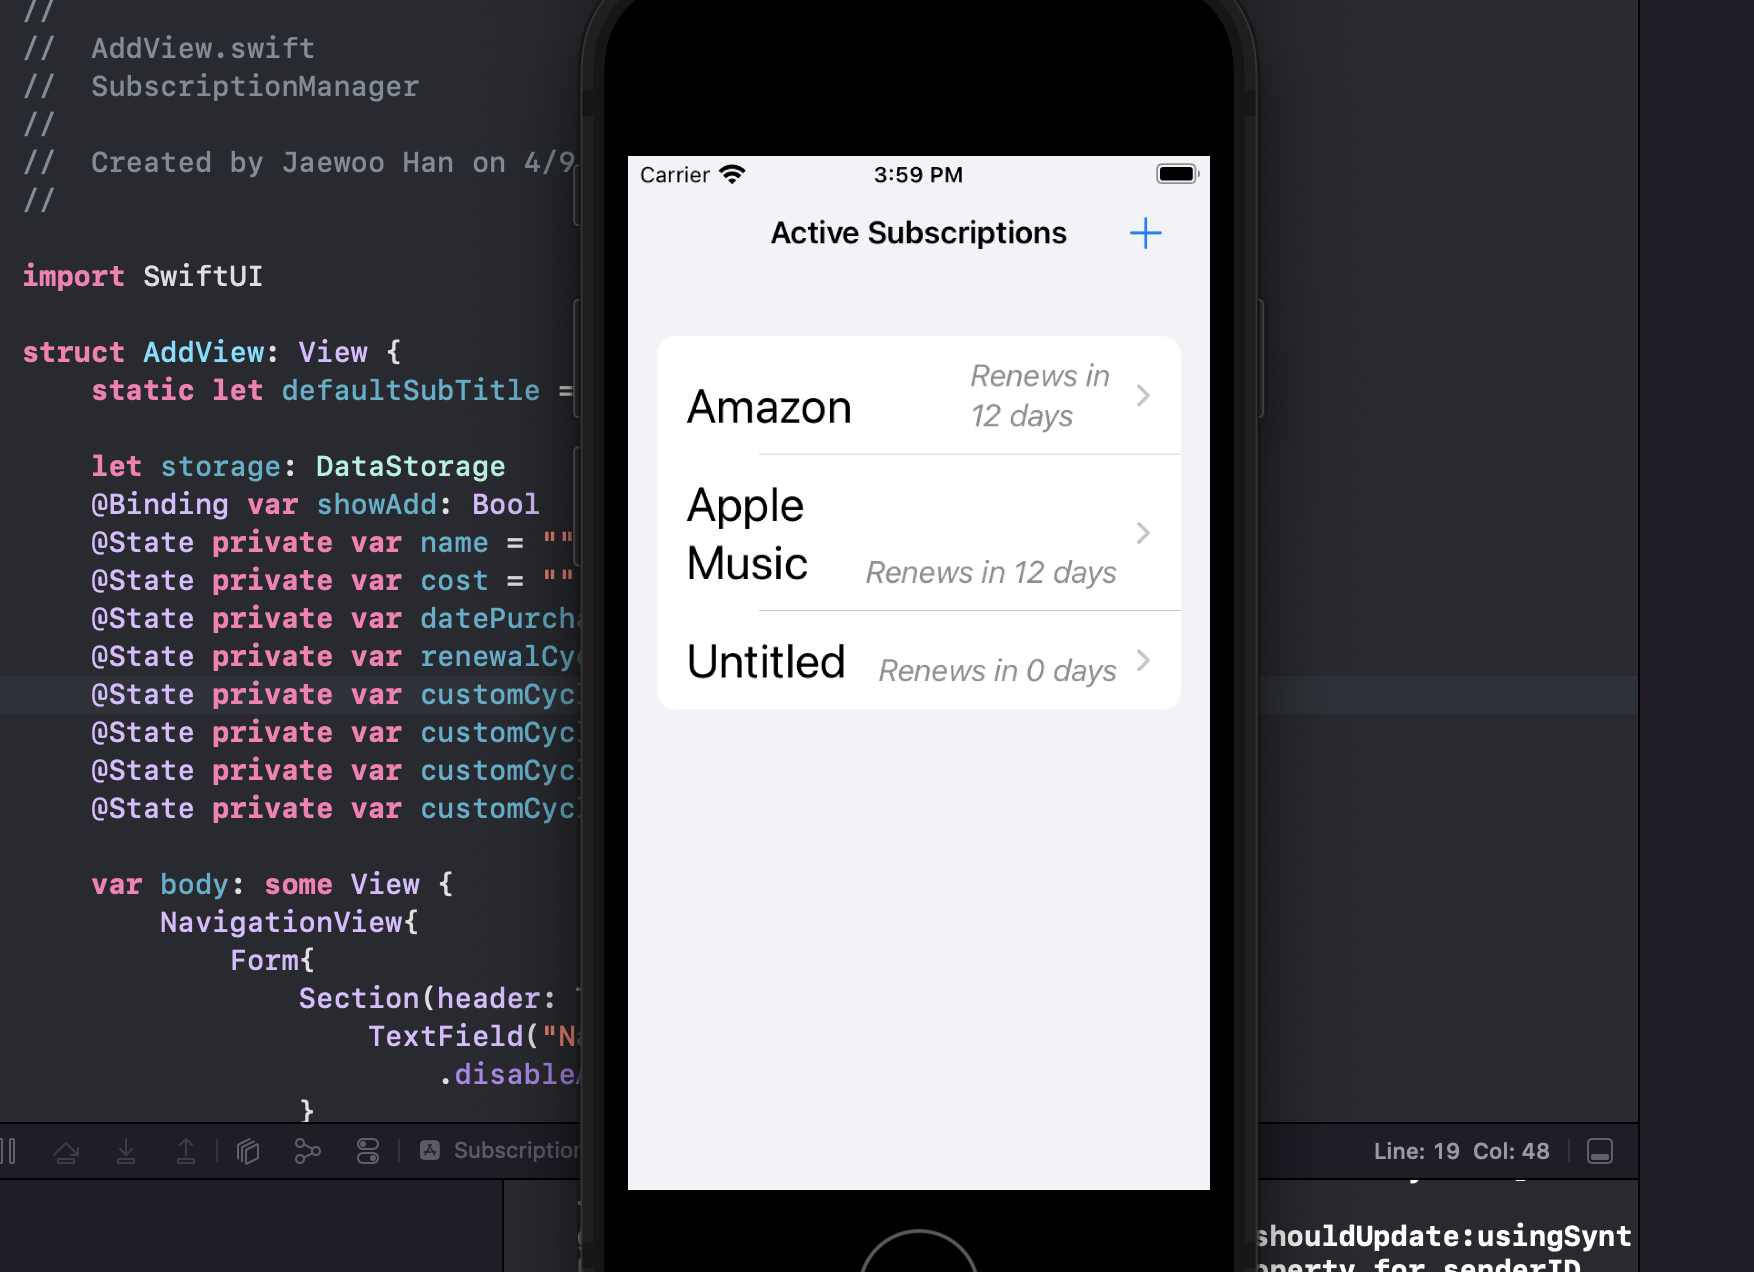 //
// AddView.swift
// SubscriptionManager
//
// Created by Jaewoo Han on 4/9
//
import SwiftUI
struct AddView: View {
static let defaultSubTitle =
let storage: DataStorage
@Binding var showAdd: Bool
@State private var name = ""
@State private var cost = ""
@State private var datePurch
@State private var renewalCy
@State private var customCyc
@State private var customCyc
@State private var customCyc
@State private var customCyc
var body: some View {
NavigationView{
Form{
Section(header:
TextField("N
.disable
}
Subscription
Carrier
3:59 PM
Active Subscriptions
+
Amazon
Renews in
12 days
Apple
Music
Renews in 12 days
Untitled
Renews in 0 days
Line: 19 Col: 48
shouldUpdate:usingSynt
perty for senderID